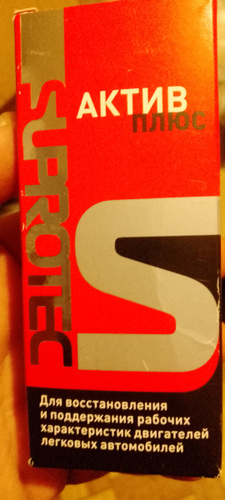 SUPROTEC
АКТИВ
ПЛЮС
S
Для восстановления
и поддержания рабочих
характеристик двигателей
легковых автомобилей